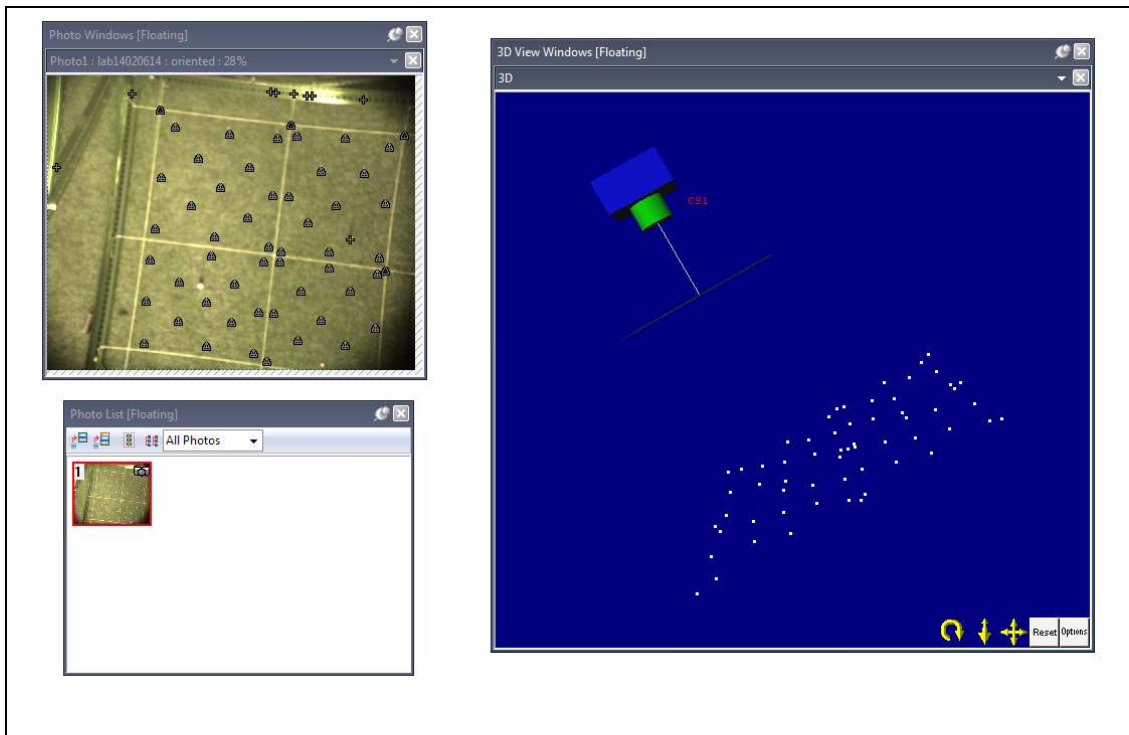 Photo Windows [Floating]
Photo1 : lab14020614 : oriented : 28%
3D View Windows [Floating]
3D
CS1
Reset Options
Photo List [Floating]
All Photos
1